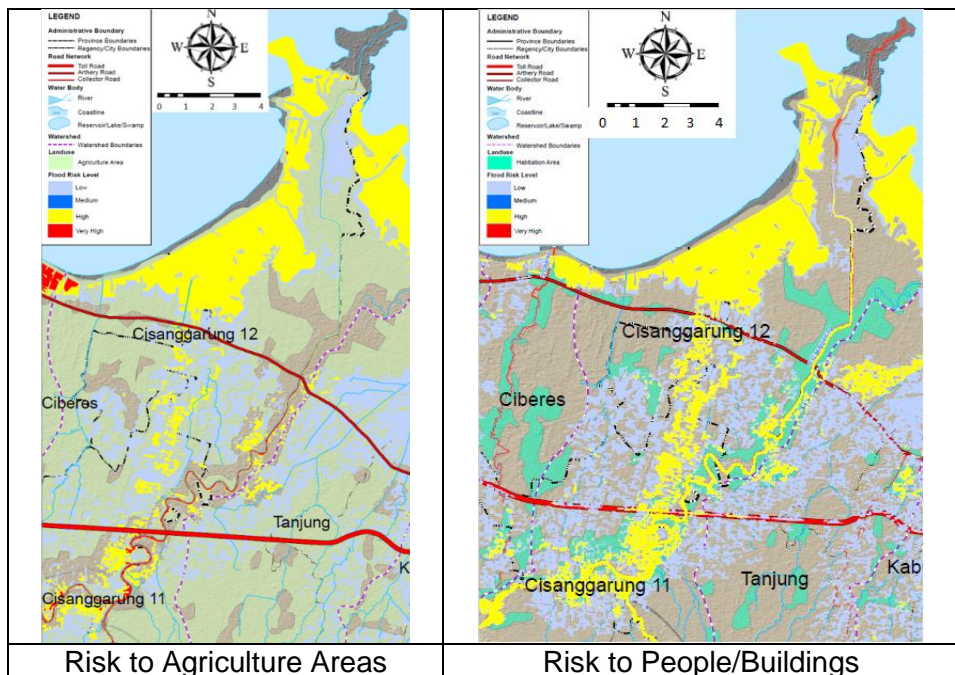 LEGEND
Administrative Boundary
Province Boundaries
Regency/City Boundaries
Road Network
Toll Road
Arthery Road
Collector Road
Water Body
River
Coastline
Reservoir/Lake/Swamp
Watershed
Watershed Boundaries
Landuse
Agriculture Area
Flood Risk Level
Low
Medium
High
Very High
N
W
E
S
0 1 2 3 4
Cisanggarung 12
Ciberes
Tanjung
K
Cisanggarung 11
Risk to Agriculture Areas
LEGEND
Administrative Boundary
Province Boundaries
Regency/City Boundaries
Road Network
Toll Road
Arthery Road
Collector Road
Water Body
River
Coastline
Reservoir/Lake/Swamp
Watershed
Watershed Boundaries
Landuse
Habitation Area
Flood Risk Level
Low
Medium
High
Very High
N
W
E
S
0 1 2 3 4
Cisanggarung 12
Ciberes
Cisanggarung 11
Tanjung
Kabu
Risk to People/Buildings